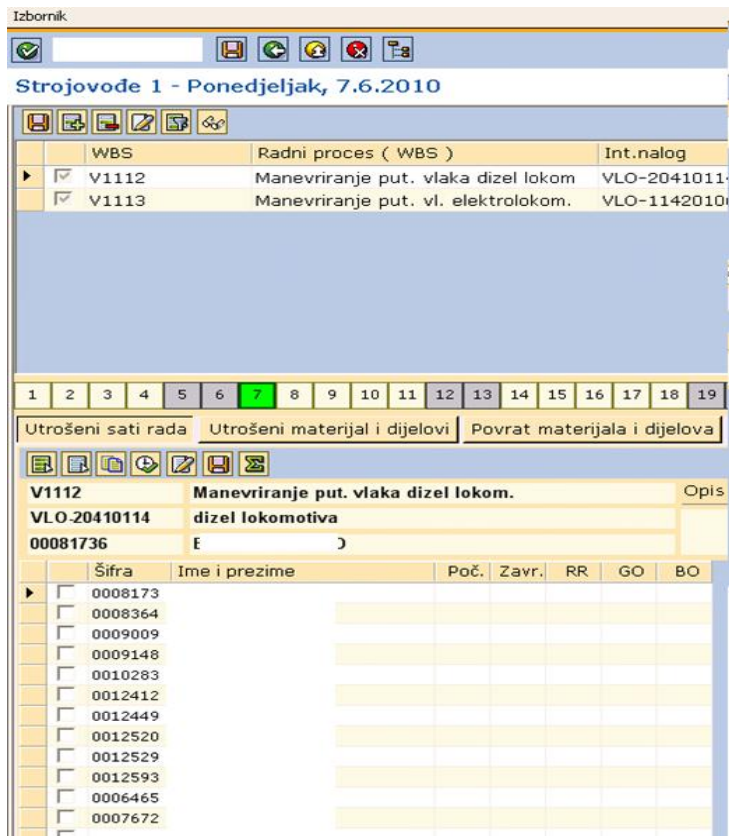 Izbornik
Strojovođe 1 - Ponedjeljak, 7.6.2010
WBS Radni proces ( WBS ) Int.nalog
V1112 Manevriranje put. vlaka dizel lokom VLO-2041011
V1113 Manevriranje put. vl. elektrolokom. VLO-1142010
1 2 3 4 5 6 7 8 9 10 11 12 13 14 15 16 17 18 19
Utrošeni sati rada Utrošeni materijal i dijelovi Povrat materijala i dijelova
V1112 Manevriranje put. vlaka dizel lokom. Opis
VLO-20410114 dizel lokomotiva
00081736
Šifra Ime i prezime Poč. Zavr. RR GO BO
0008173
0008364
0009009
0009148
0010283
0012412
0012449
0012520
0012529
0012593
0006465
0007672